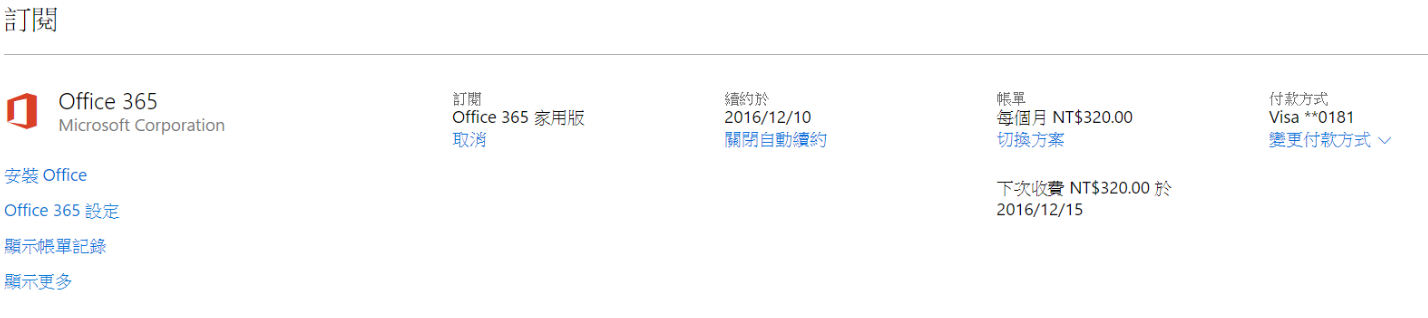 訂閱
Office 365
Microsoft Corporation
訂閱
Office 365 家用版
取消
續約於
2016/12/10
關閉自動續約
帳單
每個月 NT$320.00
切換方案
下次收費 NT$320.00 於
2016/12/15
付款方式
Visa **0181
變更付款方式
安裝 Office
Office 365 設定
顯示帳單記錄
顯示更多